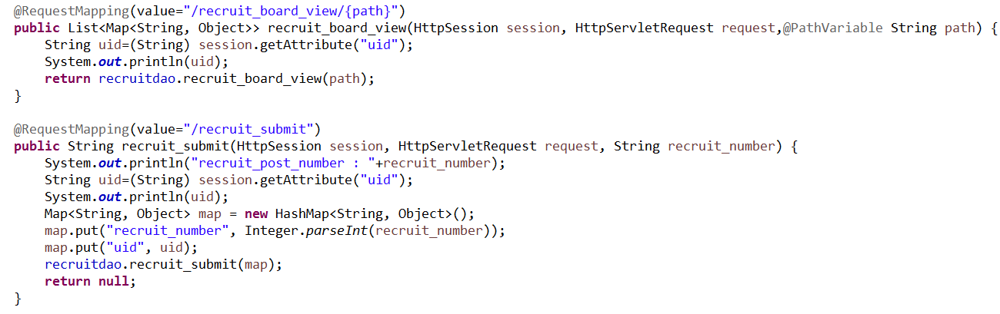 @RequestMapping(value="/recruit_board_view/{path}")
public List<Map<String, Object>> recruit_board_view(HttpSession session, HttpServletRequest request,@PathVariable String path) {
    String uid=(String) session.getAttribute("uid");
    System.out.println(uid);
    return recruitdao.recruit_board_view(path);
}

@RequestMapping(value="/recruit_submit")
public String recruit_submit(HttpSession session, HttpServletRequest request, String recruit_number) {
    System.out.println("recruit_post_number : "+recruit_number);
    String uid=(String) session.getAttribute("uid");
    System.out.println(uid);
    Map<String, Object> map = new HashMap<String, Object>();
    map.put("recruit_number", Integer.parseInt(recruit_number));
    map.put("uid", uid);
    recruitdao.recruit_submit(map);
    return null;
}